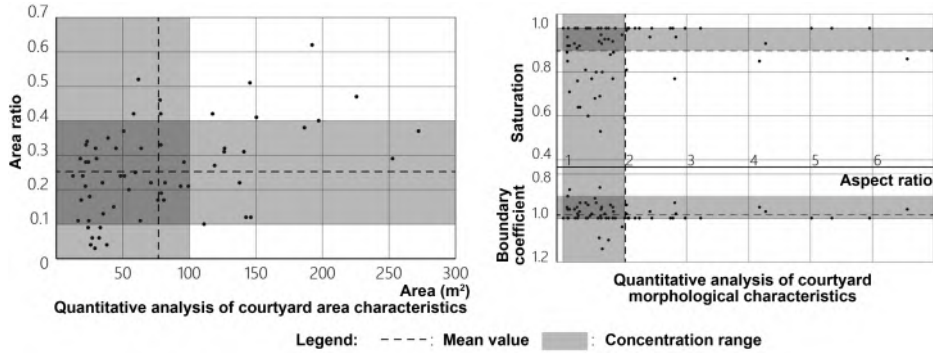 0.7
0.6
0.5
0.4
0.3
0.2
0.1
0
Area ratio
50
100
150
200
250
300
Area (m²)
Quantitative analysis of courtyard area characteristics
1.0
0.8
0.6
0.4
Saturation
1
2
3
4
5
6
Aspect ratio
0.8
1.0
1.2
Boundary
coefficient
Quantitative analysis of courtyard
morphological characteristics
Legend: : Mean value : Concentration range